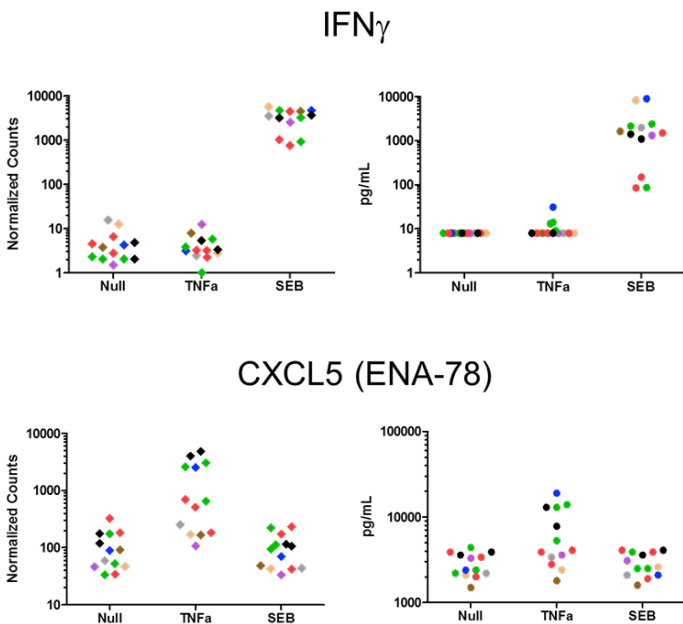 IFNγ
Normalized Counts
10000
1000
100
10
1
Null
TNFa
SEB
pg/mL
10000
1000
100
10
1
Null
TNFa
SEB
CXCL5 (ENA-78)
Normalized Counts
10000
1000
100
10
Null
TNFa
SEB
pg/mL
100000
10000
1000
Null
TNFa
SEB